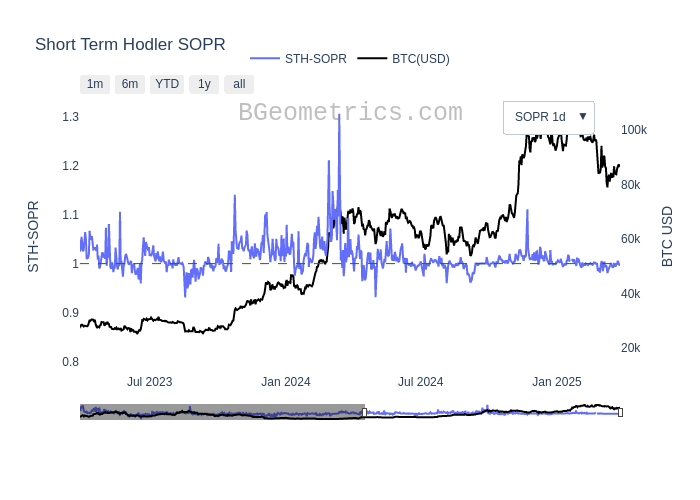 Short Term Hodler SOPR
STH-SOPR
BTC(USD)
1m
6m
YTD
1y
all
BGeometrics.com
SOPR 1d ▼
1.3
1.2
1.1
1
0.9
0.8
STH-SOPR
100k
80k
60k
40k
20k
BTC USD
Jul 2023
Jan 2024
Jul 2024
Jan 2025